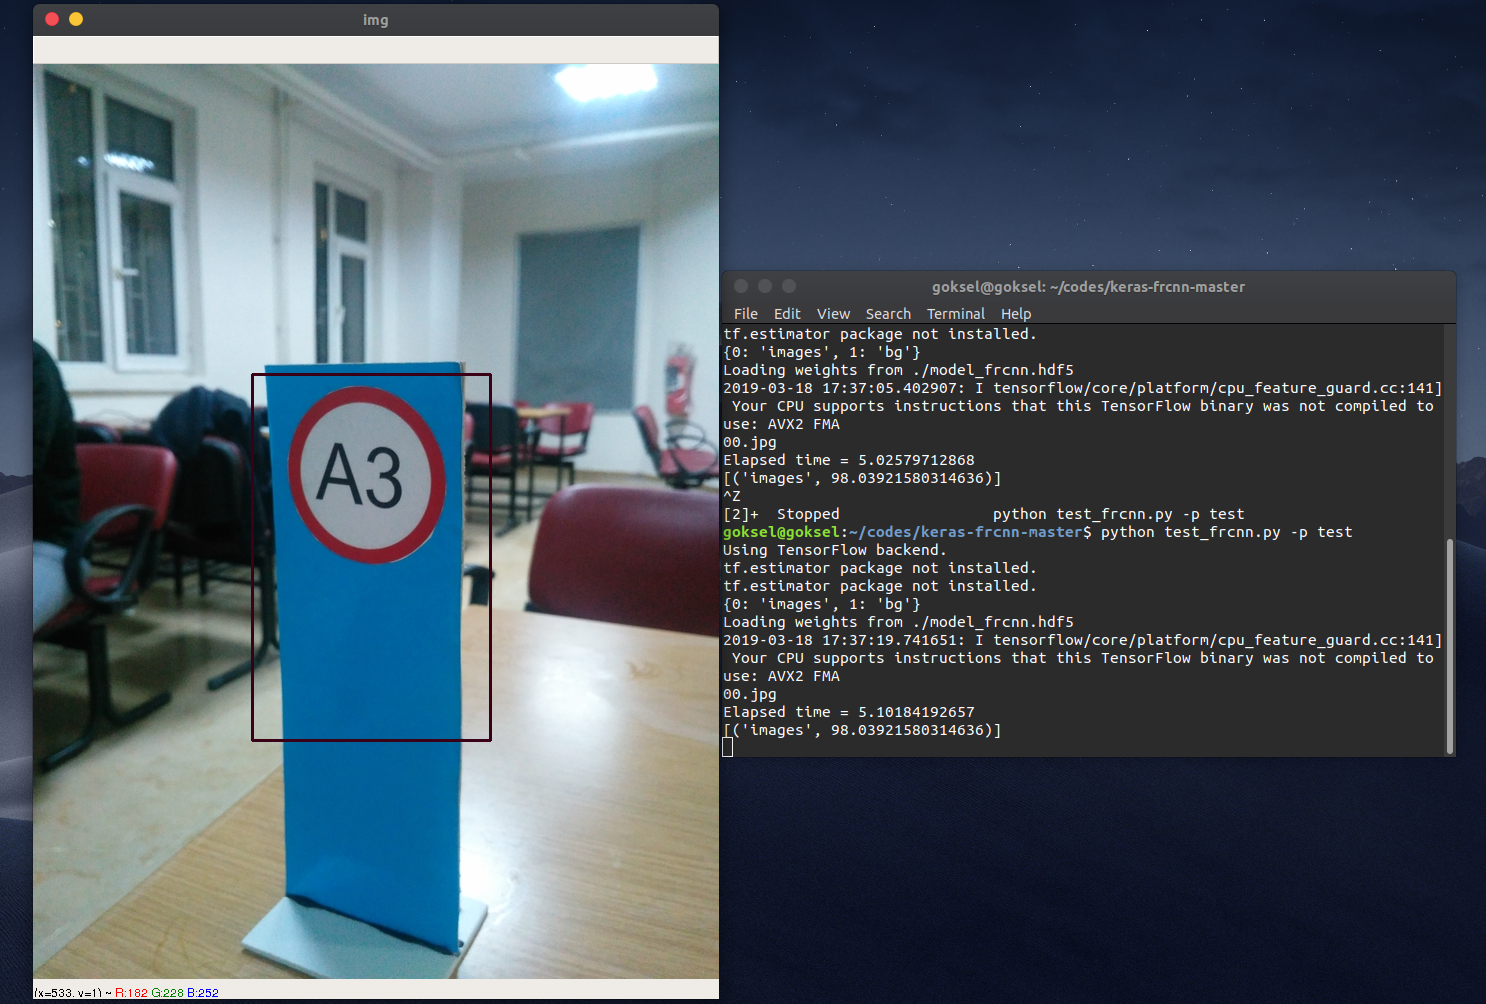 img
A3
(x=533, y=1) ~ R:182 G:228 B:252
goksel@goksel: ~/codes/keras-frcnn-master
File Edit View Search Terminal Help
tf.estimator package not installed.
{0: 'images', 1: 'bg'}
Loading weights from ./model_frcnn.hdf5
2019-03-18 17:37:05.402907: I tensorflow/core/platform/cpu_feature_guard.cc:141]
Your CPU supports instructions that this TensorFlow binary was not compiled to
use: AVX2 FMA
00.jpg
Elapsed time = 5.02579712868
[('images', 98.03921580314636)]
^Z
[2]+  Stopped                 python test_frcnn.py -p test
goksel@goksel:~/codes/keras-frcnn-master$ python test_frcnn.py -p test
Using TensorFlow backend.
tf.estimator package not installed.
tf.estimator package not installed.
{0: 'images', 1: 'bg'}
Loading weights from ./model_frcnn.hdf5
2019-03-18 17:37:19.741651: I tensorflow/core/platform/cpu_feature_guard.cc:141]
Your CPU supports instructions that this TensorFlow binary was not compiled to
use: AVX2 FMA
00.jpg
Elapsed time = 5.10184192657
[('images', 98.03921580314636)]